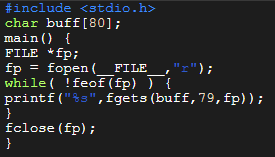 #include <stdio.h>
char buff[80];
main() {
FILE *fp;
fp = fopen(__FILE__,"r");
while( !feof(fp) ) {
printf("%s",fgets(buff,79,fp));
}
fclose(fp);
}